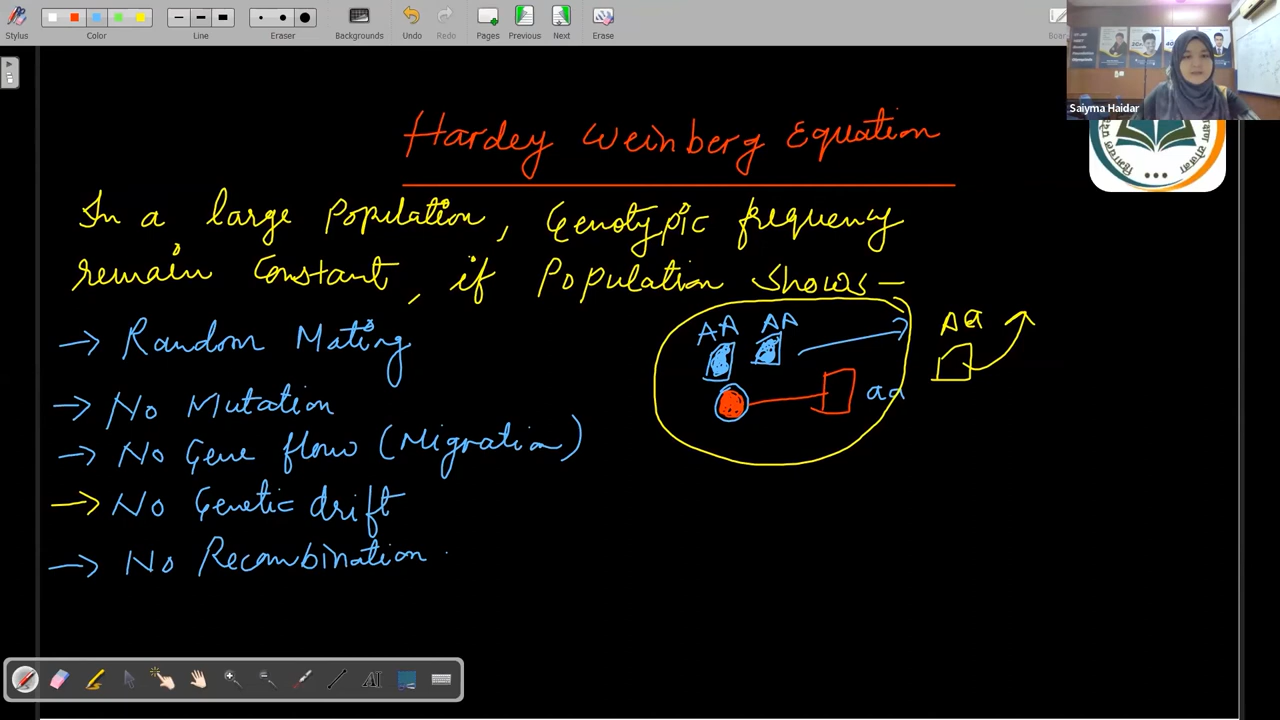 Stylus
Color
Line
Eraser
Backgrounds
Undo
Redo
Pages
Previous
Next
Erase
Saiyma Haidar
Hardey Weinberg Equation
In a large Population, Genotypic frequency
remain Constant, if Population shows—
→ Random Mating
→ No Mutation
→ No Gene flow (Migration)
→ No Genetic drift
→ No Recombination
AA AA
Aa
aa